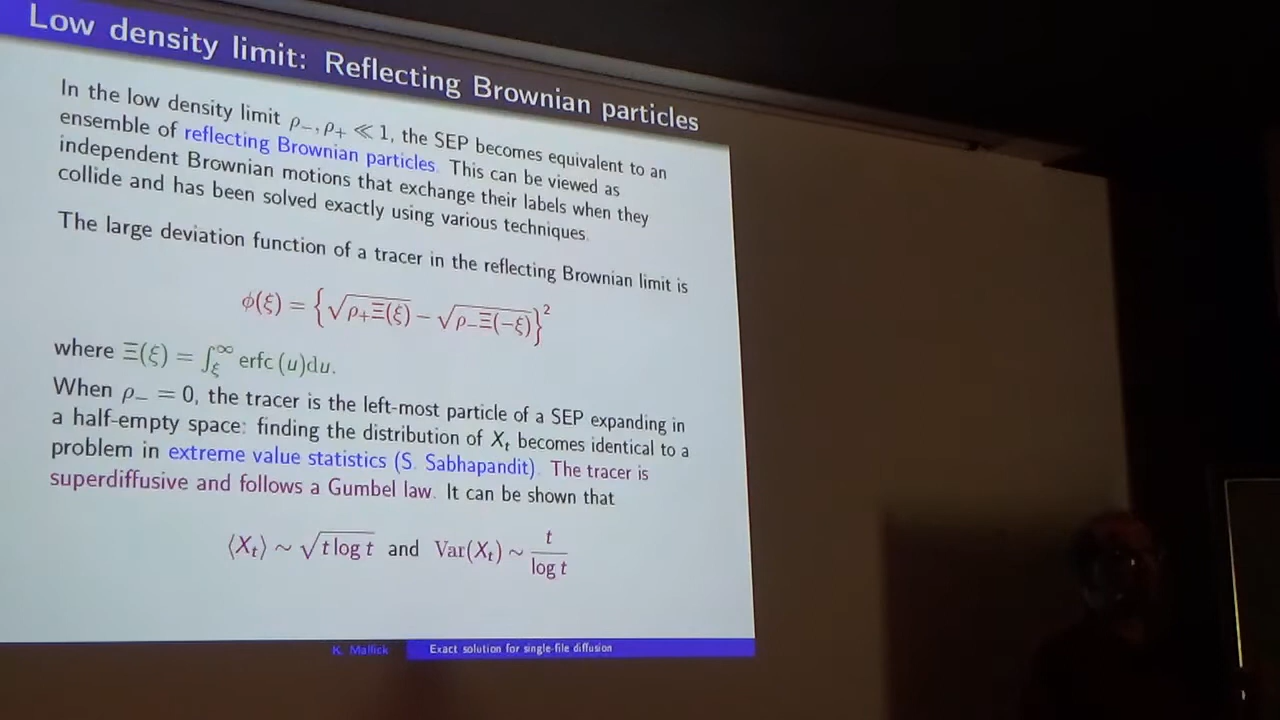 Low density limit: Reflecting Brownian particles
In the low density limit ρ₋, ρ₊ ≪ 1, the SEP becomes equivalent to an
ensemble of reflecting Brownian particles. This can be viewed as
independent Brownian motions that exchange their labels when they
collide and has been solved exactly using various techniques.
The large deviation function of a tracer in the reflecting Brownian limit is
ϕ(ξ) = {√ρ₊Ξ(ξ) − √ρ₋Ξ(−ξ)}²
where Ξ(ξ) = ∫_ξ^∞ erfc (u)du.
When ρ₋ = 0, the tracer is the left-most particle of a SEP expanding in
a half-empty space: finding the distribution of Xₜ becomes identical to a
problem in extreme value statistics (S. Sabhapandit). The tracer is
superdiffusive and follows a Gumbel law. It can be shown that
⟨Xₜ⟩ ∼ √t log t and Var(Xₜ) ∼ t / log t
K. Mallick Exact solution for single-file diffusion